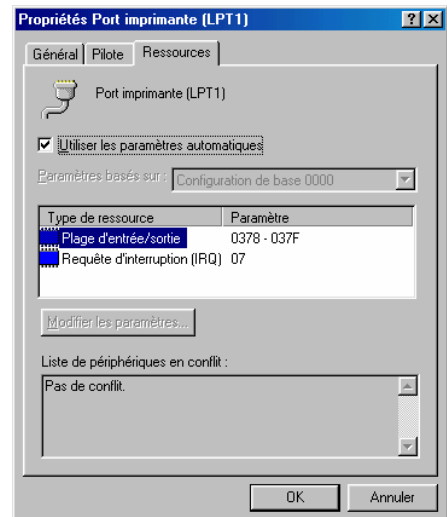 Propriétés Port imprimante (LPT1)
Général Pilote Ressources
Port imprimante (LPT1)
Utiliser les paramètres automatiques
Paramètres basés sur : Configuration de base 0000
Type de ressource Paramètre
Plage d'entrée/sortie 0378 - 037F
Requête d'interruption (IRQ) 07
Modifier les paramètres...
Liste de périphériques en conflit :
Pas de conflit.
OK Annuler